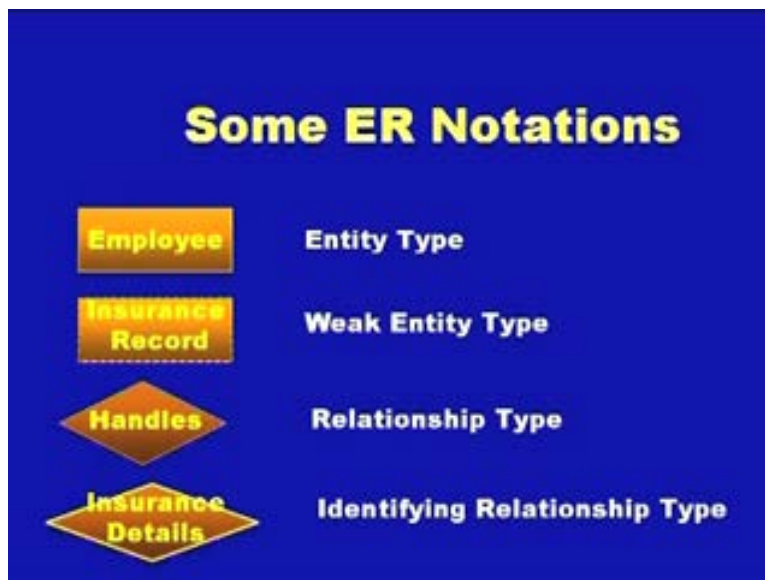 Some ER Notations
Employee
Entity Type
Insurance
Record
Weak Entity Type
Handles
Relationship Type
Insurance
Details
Identifying Relationship Type